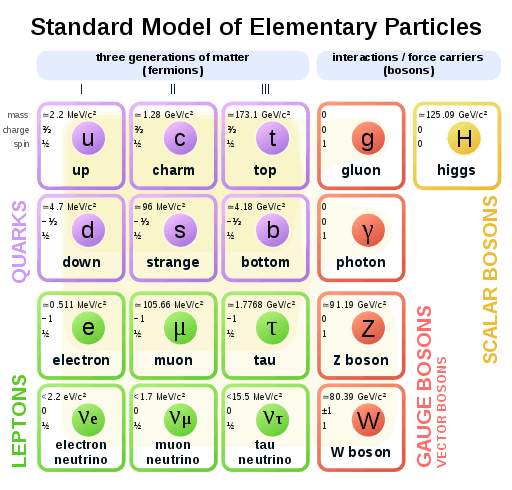 Standard Model of Elementary Particles
three generations of matter
(fermions)
interactions / force carriers
(bosons)
I II III
mass
charge
spin
≃2.2 MeV/c²
⅔
½
u
up
≃1.28 GeV/c²
⅔
½
c
charm
≃173.1 GeV/c²
⅔
½
t
top
0
0
1
g
gluon
≃125.09 GeV/c²
0
0
H
higgs
QUARKS
≃4.7 MeV/c²
−⅓
½
d
down
≃96 MeV/c²
−⅓
½
s
strange
≃4.18 GeV/c²
−⅓
½
b
bottom
0
0
1
γ
photon
SCALAR BOSONS
≃0.511 MeV/c²
−1
½
e
electron
≃105.66 MeV/c²
−1
½
μ
muon
≃1.7768 GeV/c²
−1
½
τ
tau
≃91.19 GeV/c²
0
1
Z
Z boson
LEPTONS
<2.2 eV/c²
0
½
νe
electron
neutrino
<1.7 MeV/c²
0
½
νμ
muon
neutrino
<15.5 MeV/c²
0
½
ντ
tau
neutrino
≃80.39 GeV/c²
±1
1
W
W boson
GAUGE BOSONS
VECTOR BOSONS